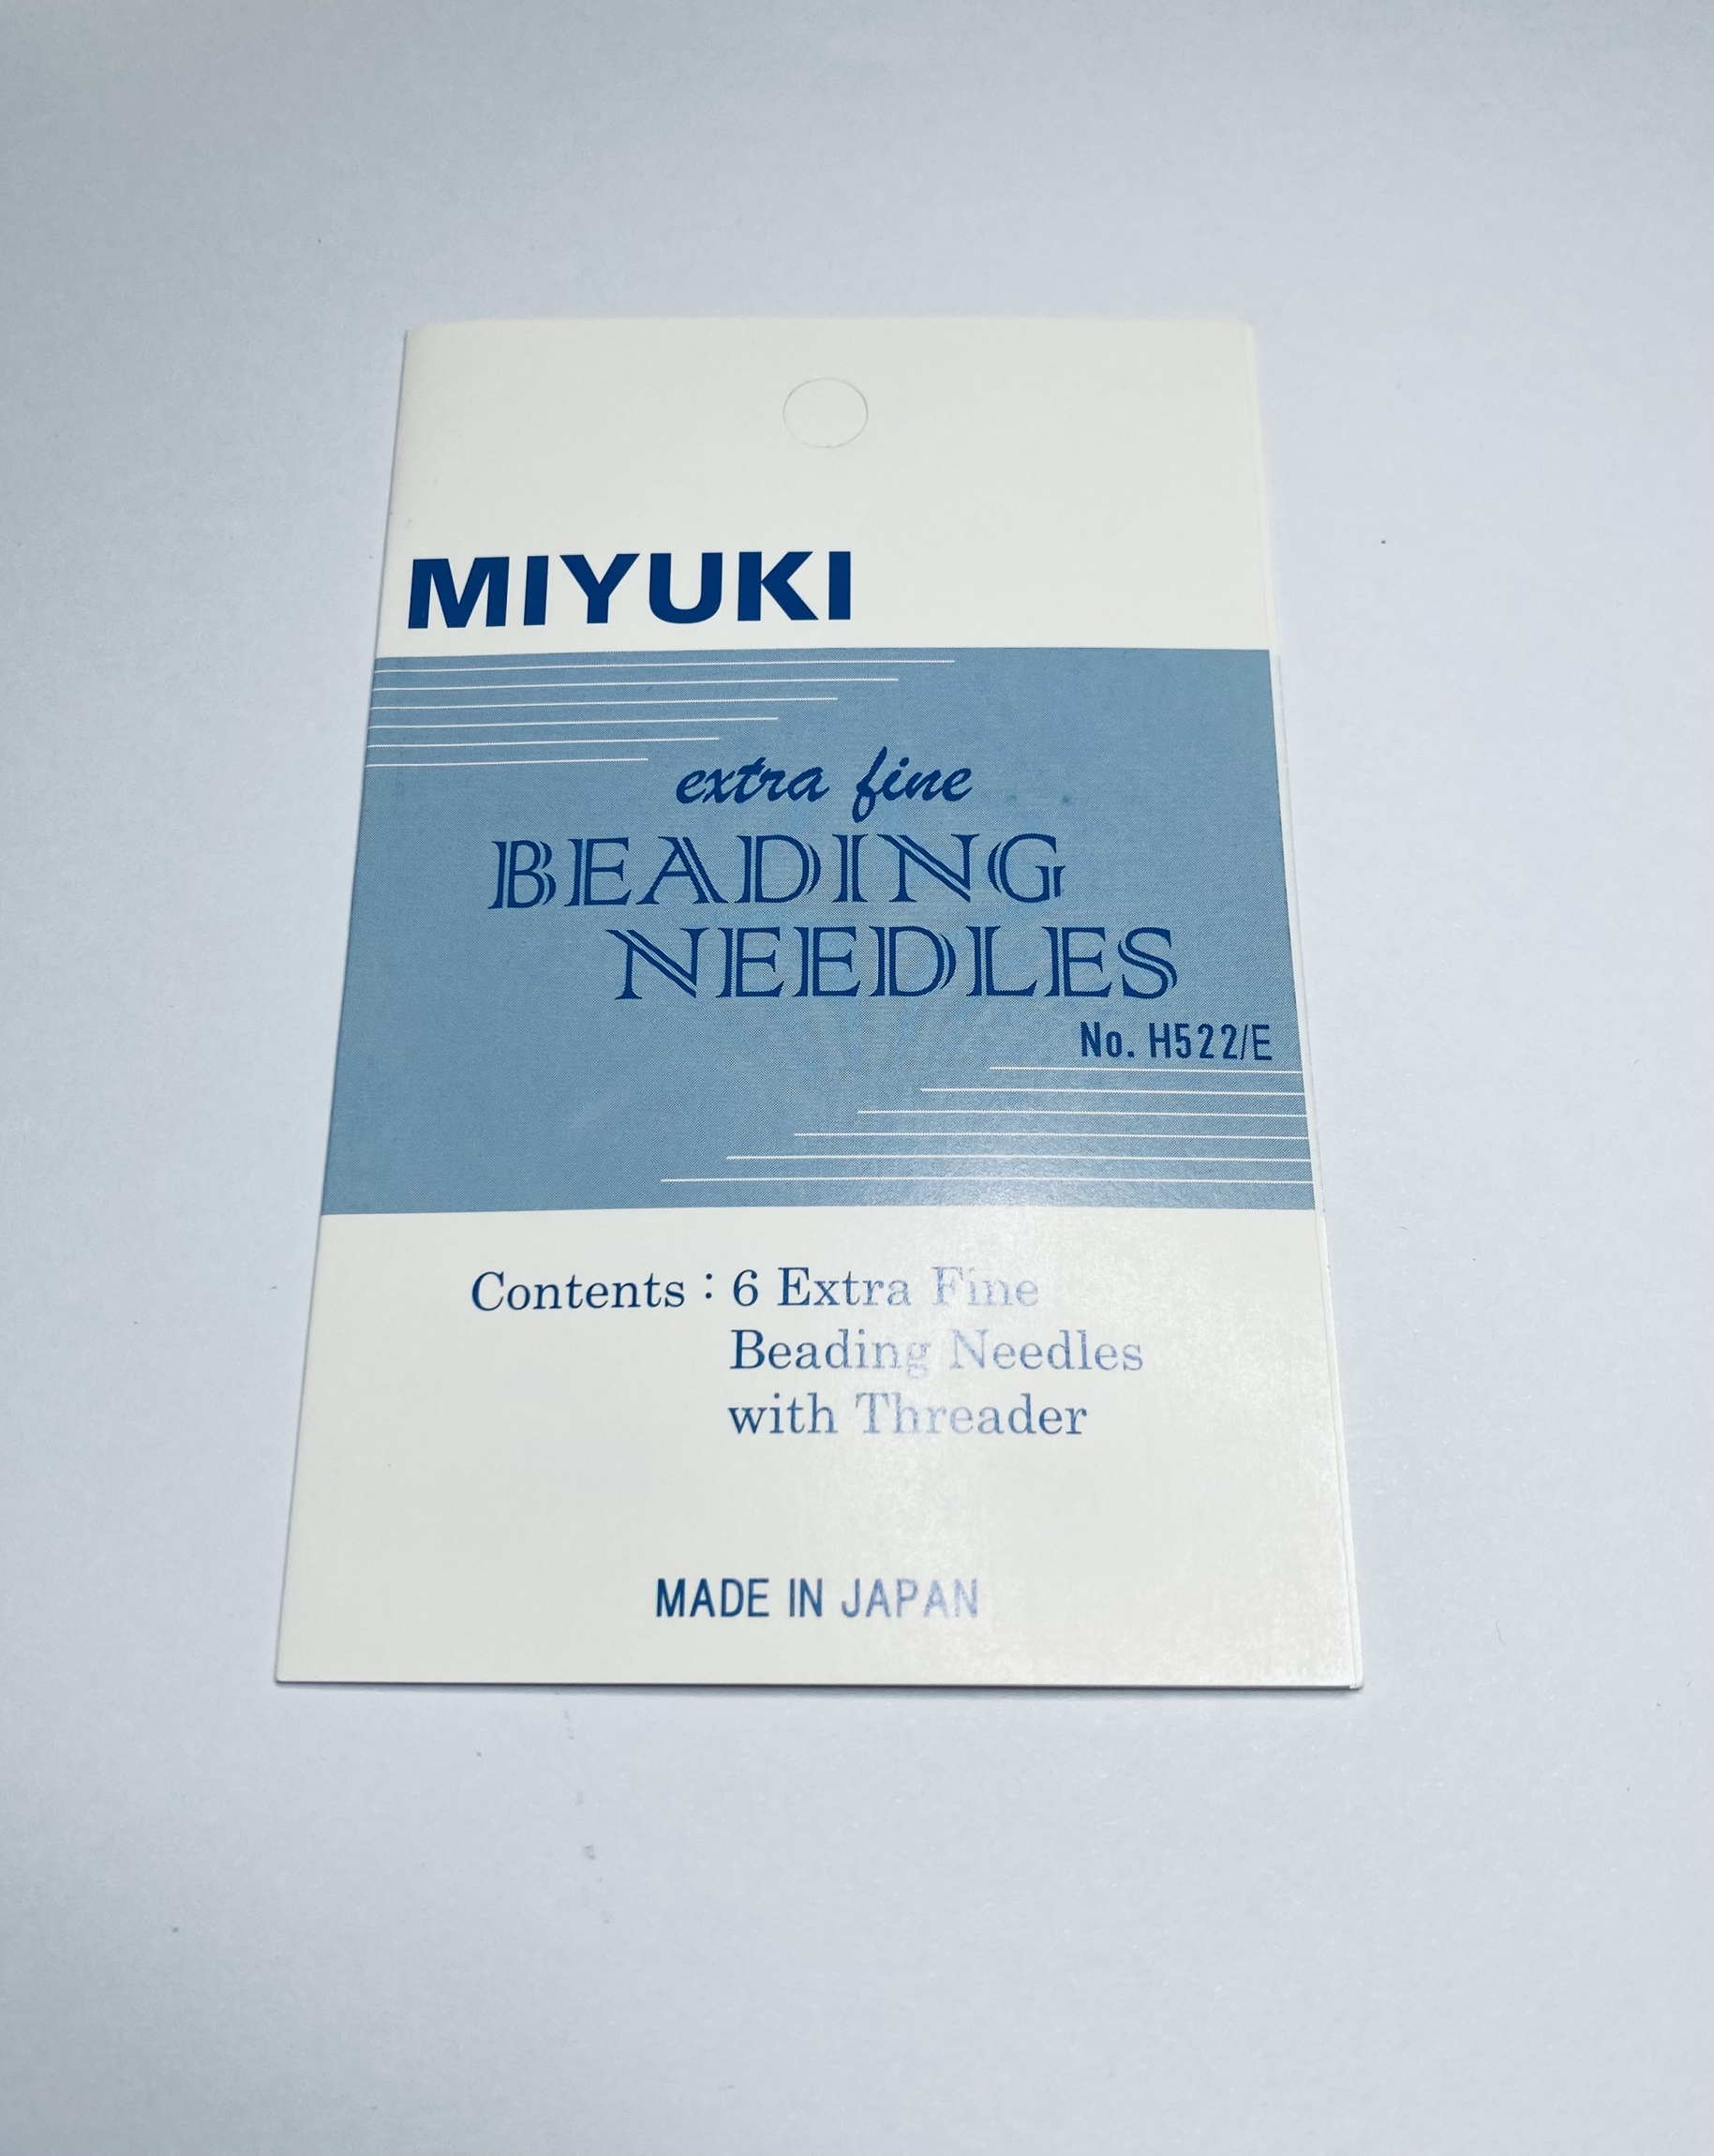 MIYUKI
extra fine
BEADING
NEEDLES
No. H522/E
Contents : 6 Extra Fine
Beading Needles
with Threader
MADE IN JAPAN